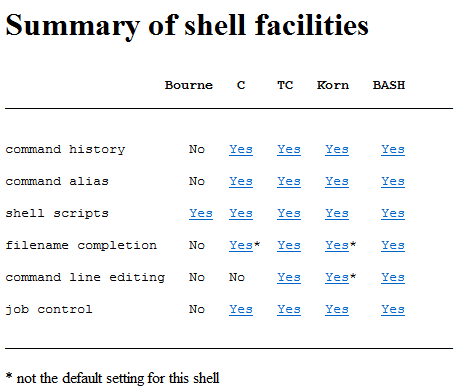 Summary of shell facilities
Bourne C TC Korn BASH
command history No Yes Yes Yes Yes
command alias No Yes Yes Yes Yes
shell scripts Yes Yes Yes Yes Yes
filename completion No Yes* Yes Yes* Yes
command line editing No No Yes Yes* Yes
job control No Yes Yes Yes Yes
* not the default setting for this shell